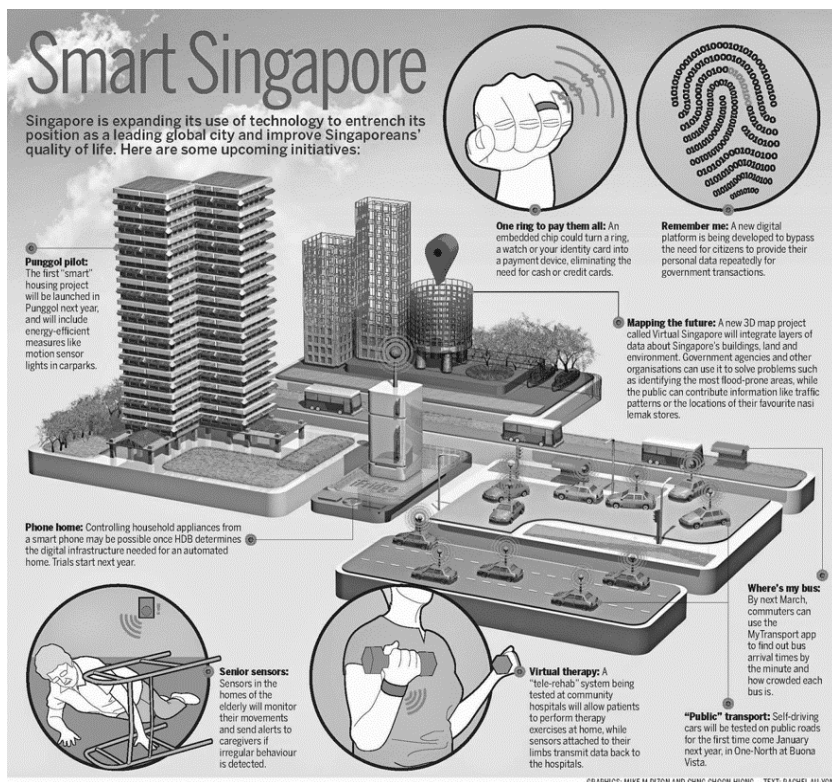 Smart Singapore
Singapore is expanding its use of technology to entrench its
position as a leading global city and improve Singaporeans'
quality of life. Here are some upcoming initiatives:
One ring to pay them all: An
embedded chip could turn a ring,
a watch or your identity card into
a payment device, eliminating the
need for cash or credit cards.
Remember me: A new digital
platform is being developed to bypass
the need for citizens to provide their
personal data repeatedly for
government transactions.
Punggol pilot:
The first "smart"
housing project
will be launched in
Punggol next year,
and will include
energy-efficient
measures like
motion sensor
lights in carparks.
Mapping the future: A new 3D map project
called Virtual Singapore will integrate layers of
data about Singapore's buildings, land and
environment. Government agencies and other
organisations can use it to solve problems such
as identifying the most flood-prone areas, while
the public can contribute information like traffic
patterns or the locations of their favourite nasi
lemak stores.
iFridge
Phone home: Controlling household appliances from
a smart phone may be possible once HDB determines
the digital infrastructure needed for an automated
home. Trials start next year.
Where's my bus:
By next March,
commuters can
use the
MyTransport app
to find out bus
arrival times by
the minute and
how crowded each
bus is.
Senior sensors:
Sensors in the
homes of the
elderly will monitor
their movements
and send alerts to
caregivers if
irregular behaviour
is detected.
Virtual therapy: A
"tele-rehab" system being
tested at community
hospitals will allow patients
to perform therapy
exercises at home, while
sensors attached to their
limbs transmit data back to
the hospitals.
"Public" transport: Self-driving
cars will be tested on public roads
for the first time come January
next year, in One-North at Buona
Vista.